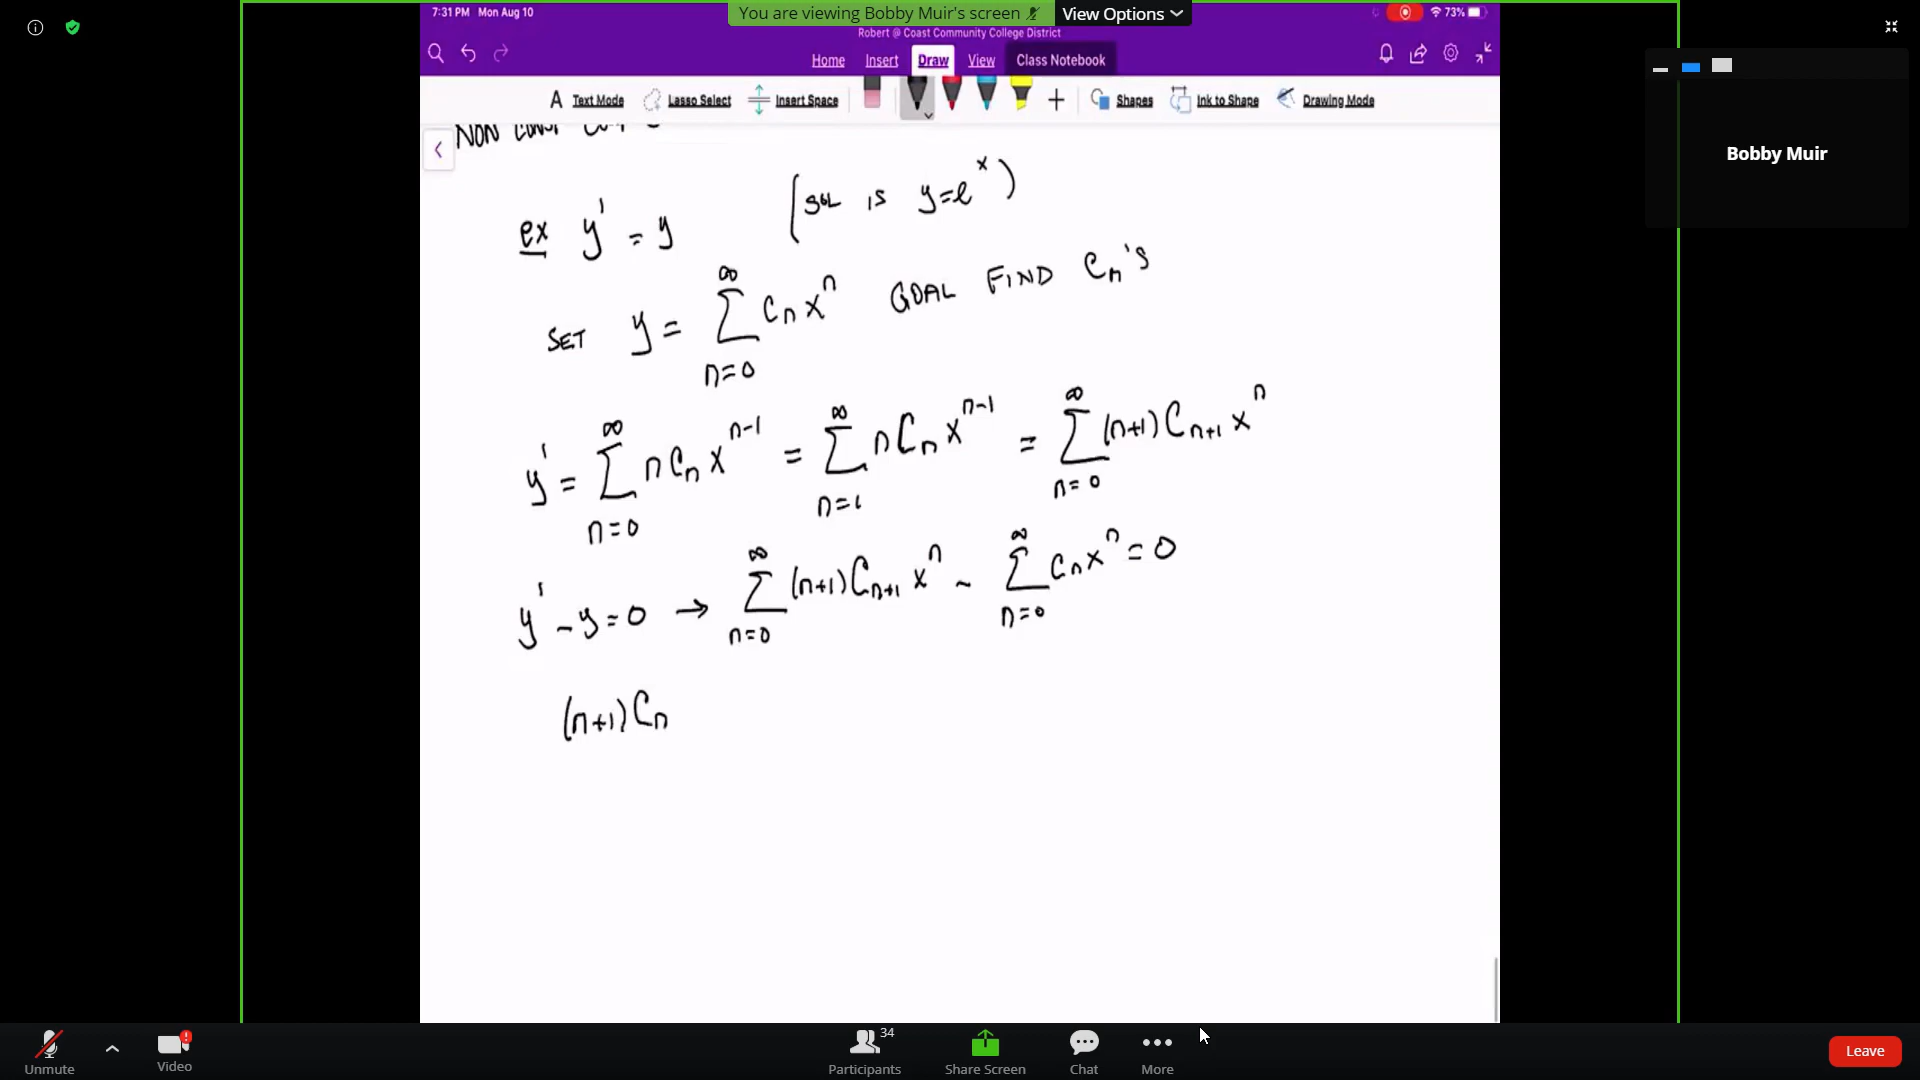 You are viewing Bobby Muir's screen View Options
7:31 PM Mon Aug 10 73%
Robert @ Coast Community College District
Home Insert Draw View Class Notebook
A Text Mode Lasso Select Insert Space Shapes Ink to Shape Drawing Mode
Bobby Muir
NON CONST
ex y' = y (SOL IS y=e^x)
SET y = ∑_{n=0}^{∞} C_n x^n GOAL FIND C_n's
y' = ∑_{n=0}^{∞} n C_n x^{n-1} = ∑_{n=1}^{∞} n C_n x^{n-1} = ∑_{n=0}^{∞} (n+1) C_{n+1} x^n
y' - y = 0 → ∑_{n=0}^{∞} (n+1) C_{n+1} x^n - ∑_{n=0}^{∞} C_n x^n = 0
(n+1) C_n
34
Unmute Video Participants Share Screen Chat More Leave